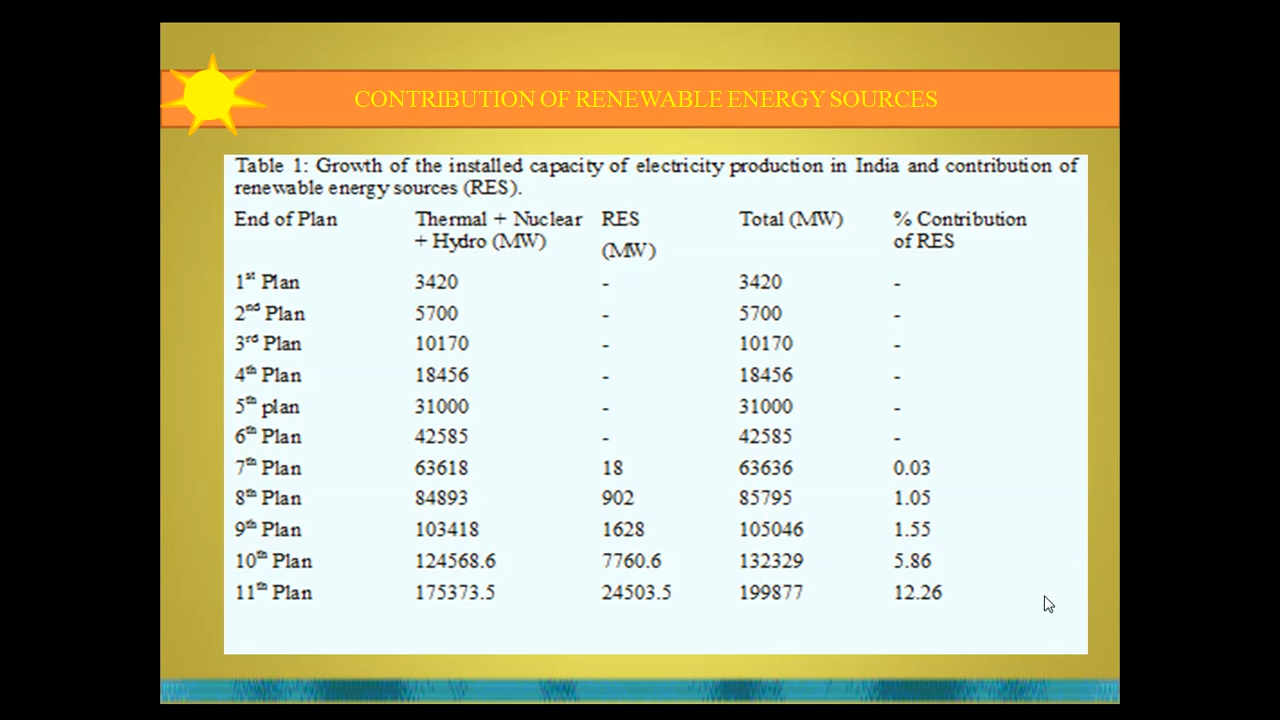 CONTRIBUTION OF RENEWABLE ENERGY SOURCES
Table 1: Growth of the installed capacity of electricity production in India and contribution of
renewable energy sources (RES).
End of Plan Thermal + Nuclear + Hydro (MW) RES (MW) Total (MW) % Contribution of RES
1st Plan 3420 - 3420 -
2nd Plan 5700 - 5700 -
3rd Plan 10170 - 10170 -
4th Plan 18456 - 18456 -
5th plan 31000 - 31000 -
6th Plan 42585 - 42585 -
7th Plan 63618 18 63636 0.03
8th Plan 84893 902 85795 1.05
9th Plan 103418 1628 105046 1.55
10th Plan 124568.6 7760.6 132329 5.86
11th Plan 175373.5 24503.5 199877 12.26